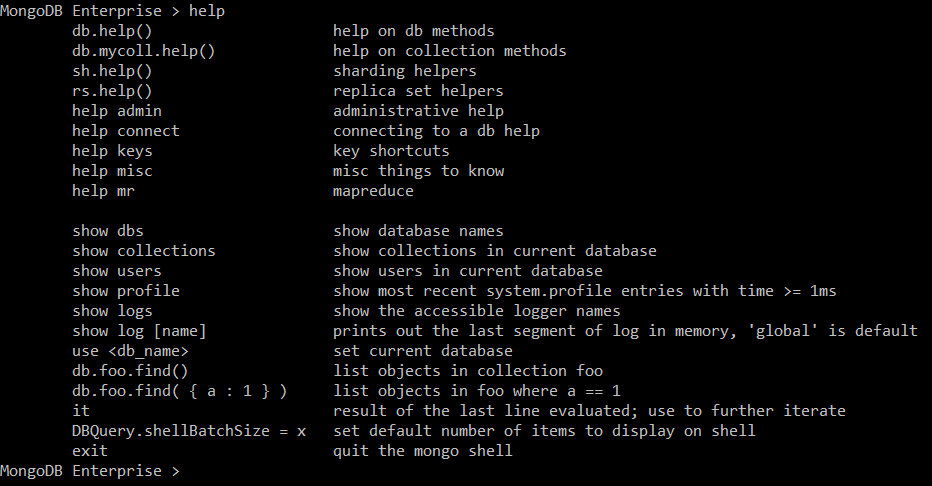 MongoDB Enterprise > help
db.help() help on db methods
db.mycoll.help() help on collection methods
sh.help() sharding helpers
rs.help() replica set helpers
help admin administrative help
help connect connecting to a db help
help keys key shortcuts
help misc misc things to know
help mr mapreduce
show dbs show database names
show collections show collections in current database
show users show users in current database
show profile show most recent system.profile entries with time >= 1ms
show logs show the accessible logger names
show log [name] prints out the last segment of log in memory, 'global' is default
use <db_name> set current database
db.foo.find() list objects in collection foo
db.foo.find( { a : 1 } ) list objects in foo where a == 1
it result of the last line evaluated; use to further iterate
DBQuery.shellBatchSize = x set default number of items to display on shell
exit quit the mongo shell
MongoDB Enterprise >